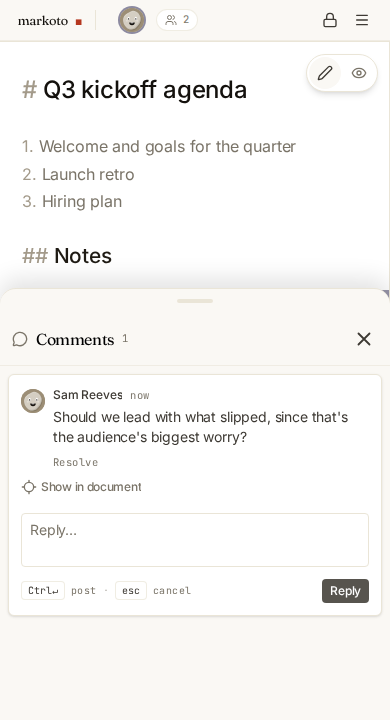 markoto
2
# Q3 kickoff agenda
1. Welcome and goals for the quarter
2. Launch retro
3. Hiring plan
## Notes
Comments 1
Sam Reeves now
Should we lead with what slipped, since that's
the audience's biggest worry?
Resolve
Show in document
Reply...
Ctrl↵ post · esc cancel
Reply